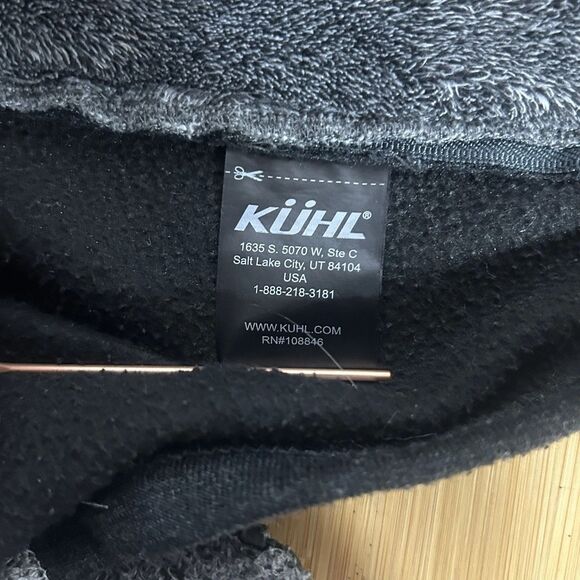 KÜHL®
1635 S. 5070 W, Ste C
Salt Lake City, UT 84104
USA
1-888-218-3181
WWW.KUHL.COM
RN#108846